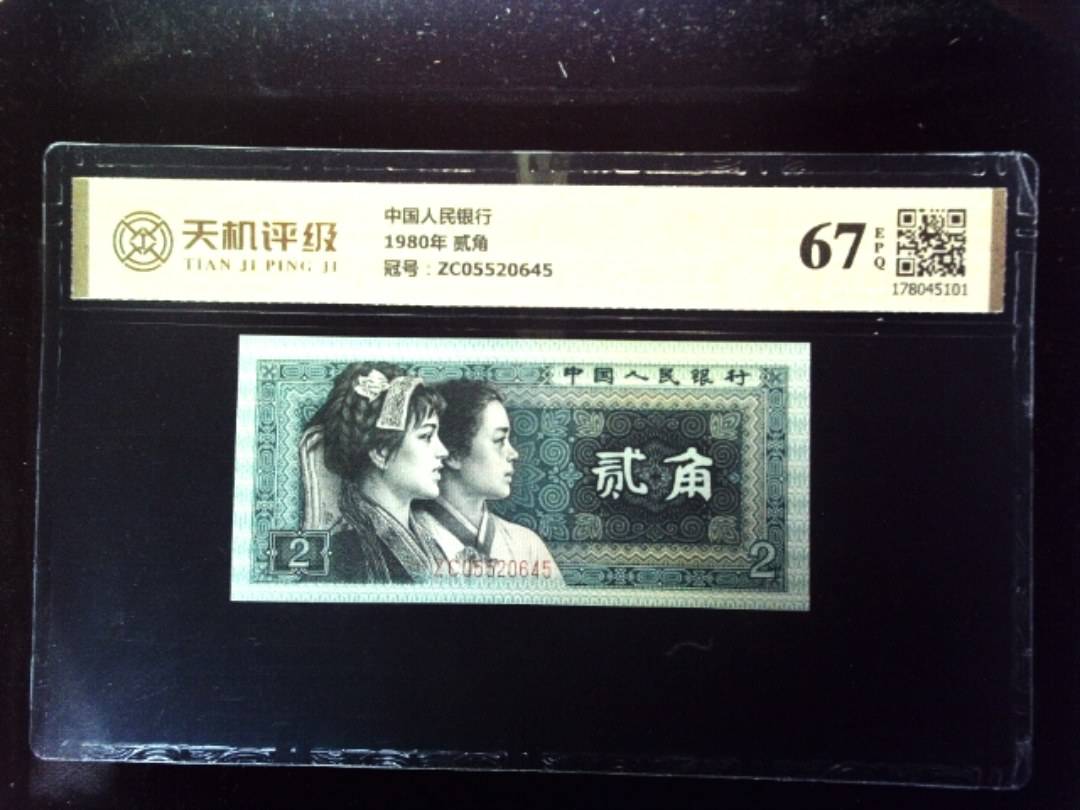 天机评级
TIAN JI PING JI
中国人民银行
1980年 贰角
冠号：ZC05520645
67
EPQ
178045101
中国人民银行
贰角
2
2
ZC05520645